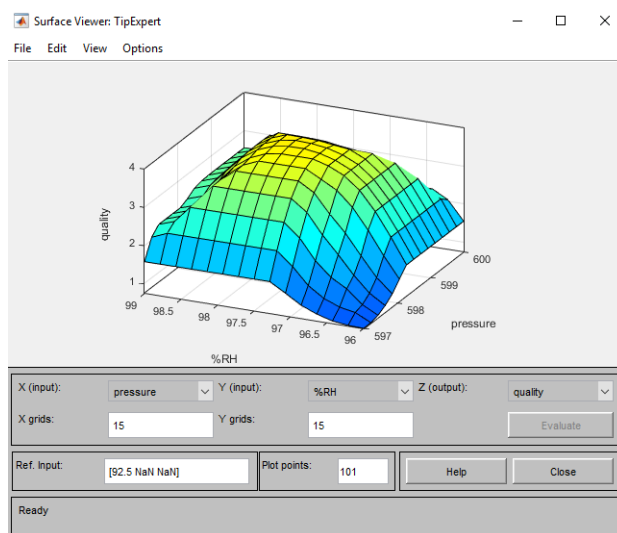 Surface Viewer: TipExpert
File Edit View Options
4
3
2
1
quality
99
98.5
98
97.5
97
96.5
96
%RH
597
598
599
600
pressure
X (input): pressure Y (input): %RH Z (output): quality
X grids: 15 Y grids: 15 Evaluate
Ref. Input: [92.5 NaN NaN] Plot points: 101 Help Close
Ready